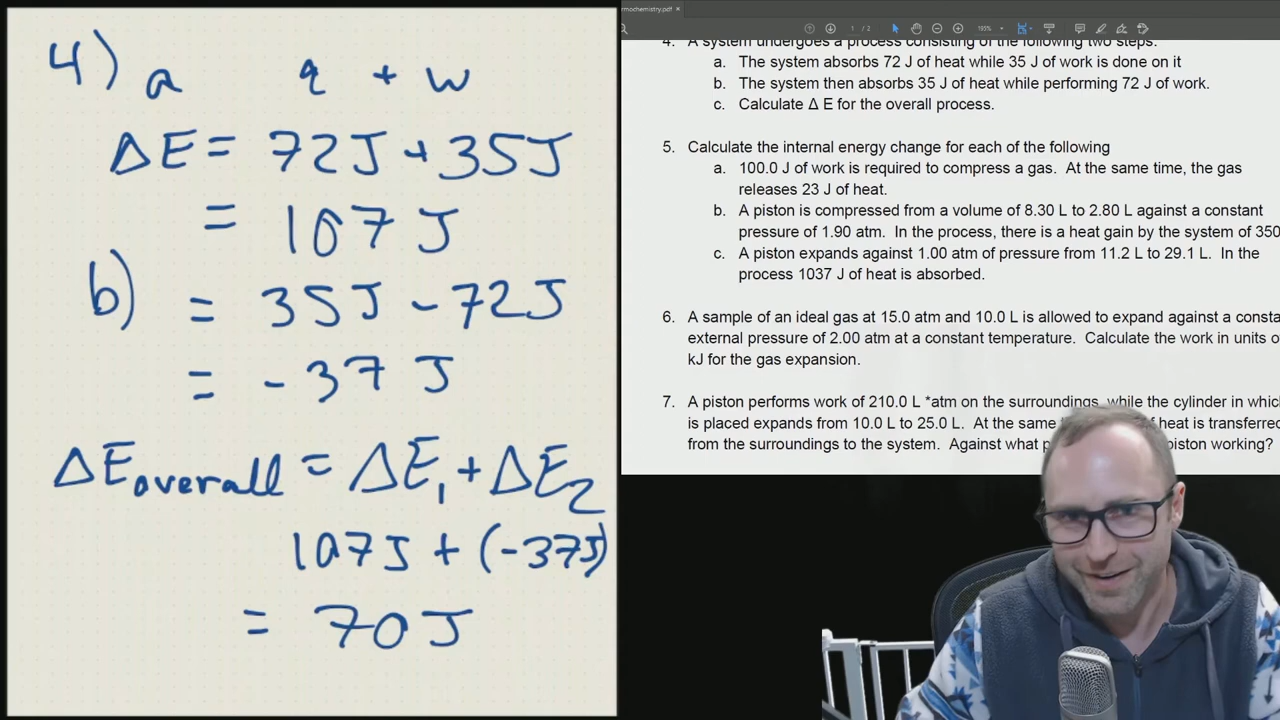 4) a q + w
ΔE = 72J + 35J
= 107 J
b) = 35J - 72J
= -37 J
ΔEoverall = ΔE1 + ΔE2
107J + (-37J)
= 70J
rmochemistry.pdf ×
1 / 2 195%
4. A system undergoes a process consisting of the following two steps:
a. The system absorbs 72 J of heat while 35 J of work is done on it
b. The system then absorbs 35 J of heat while performing 72 J of work.
c. Calculate Δ E for the overall process.
5. Calculate the internal energy change for each of the following
a. 100.0 J of work is required to compress a gas. At the same time, the gas
releases 23 J of heat.
b. A piston is compressed from a volume of 8.30 L to 2.80 L against a constant
pressure of 1.90 atm. In the process, there is a heat gain by the system of 350
c. A piston expands against 1.00 atm of pressure from 11.2 L to 29.1 L. In the
process 1037 J of heat is absorbed.
6. A sample of an ideal gas at 15.0 atm and 10.0 L is allowed to expand against a consta
external pressure of 2.00 atm at a constant temperature. Calculate the work in units o
kJ for the gas expansion.
7. A piston performs work of 210.0 L *atm on the surroundings, while the cylinder in whic
is placed expands from 10.0 L to 25.0 L. At the same f heat is transferred
from the surroundings to the system. Against what p piston working?